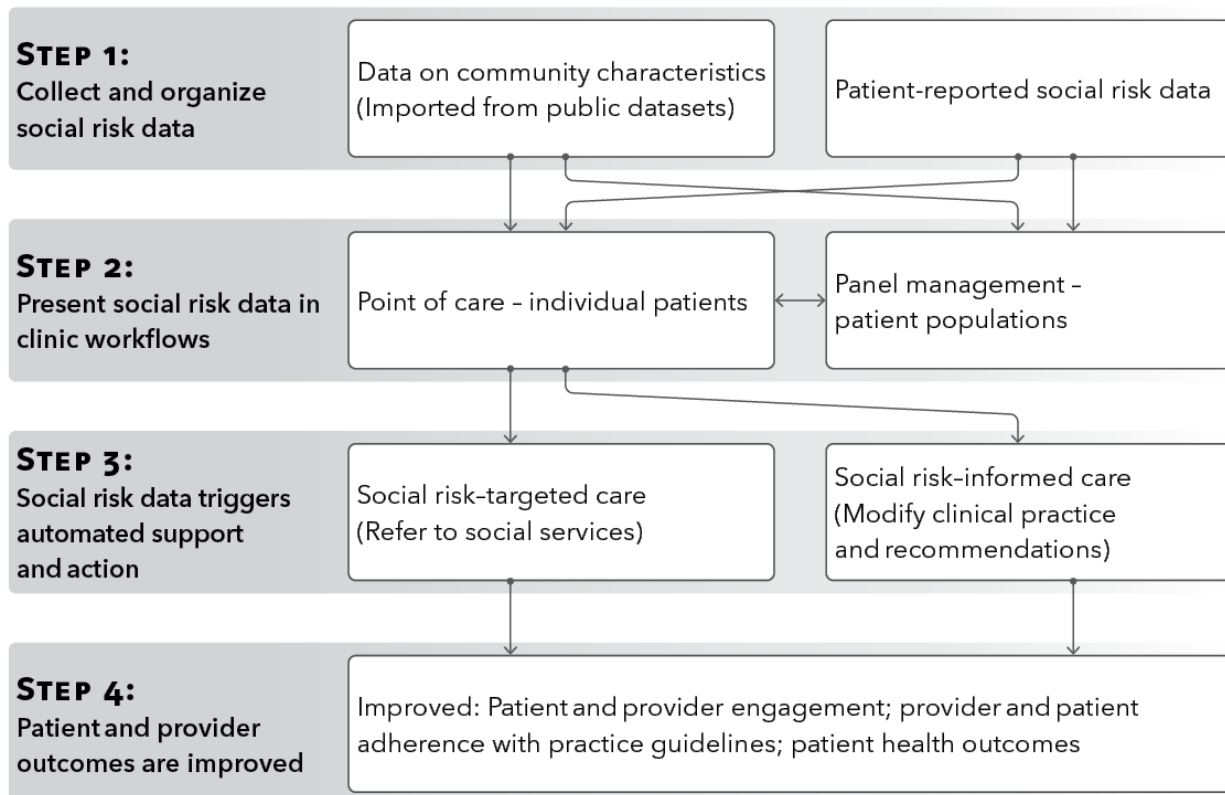 STEP 1:
Collect and organize
social risk data
Data on community characteristics
(Imported from public datasets)
Patient-reported social risk data
STEP 2:
Present social risk data in
clinic workflows
Point of care – individual patients
Panel management –
patient populations
STEP 3:
Social risk data triggers
automated support
and action
Social risk–targeted care
(Refer to social services)
Social risk–informed care
(Modify clinical practice
and recommendations)
STEP 4:
Patient and provider
outcomes are improved
Improved: Patient and provider engagement; provider and patient
adherence with practice guidelines; patient health outcomes